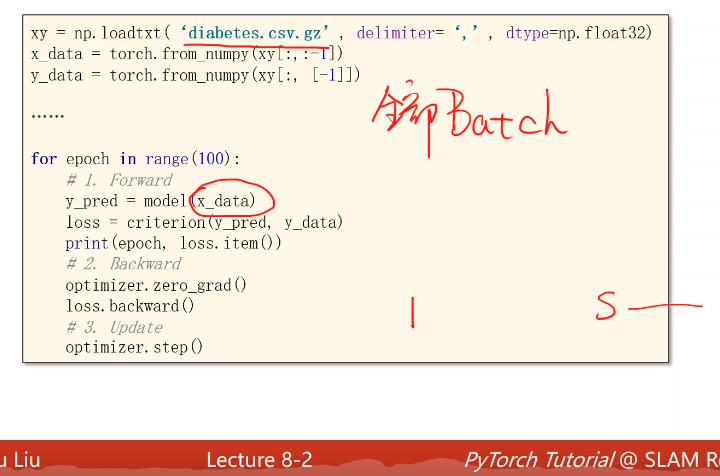 xy = np.loadtxt( ‘diabetes.csv.gz’ , delimiter= ‘,’ , dtype=np.float32)
x_data = torch.from_numpy(xy[:,:-1])
y_data = torch.from_numpy(xy[:, [-1]])
全部Batch
......
for epoch in range(100):
# 1. Forward
y_pred = model(x_data)
loss = criterion(y_pred, y_data)
print(epoch, loss.item())
# 2. Backward
optimizer.zero_grad()
loss.backward()
# 3. Update
optimizer.step()
1
S
u Liu
Lecture 8-2
PyTorch Tutorial @ SLAM Re